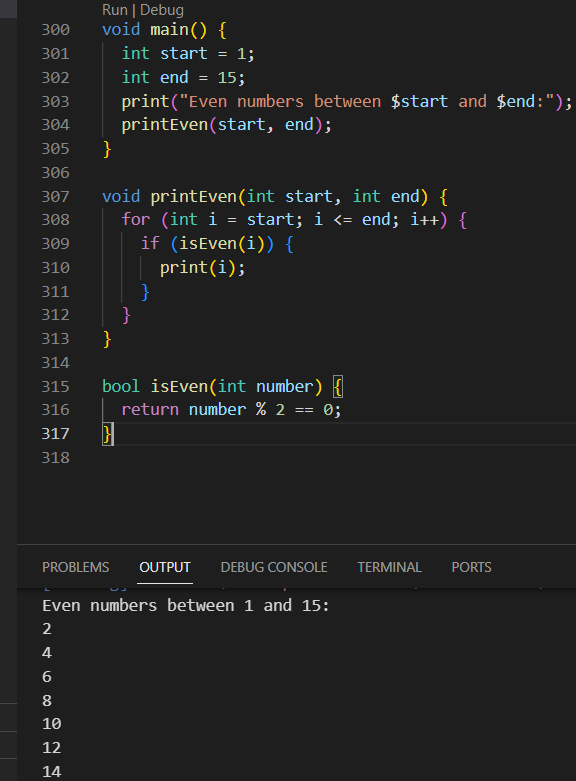 Run | Debug
300 void main() {
301 int start = 1;
302 int end = 15;
303 print("Even numbers between $start and $end:");
304 printEven(start, end);
305 }
306
307 void printEven(int start, int end) {
308 for (int i = start; i <= end; i++) {
309 if (isEven(i)) {
310 print(i);
311 }
312 }
313 }
314
315 bool isEven(int number) {
316 return number % 2 == 0;
317 }
318
PROBLEMS OUTPUT DEBUG CONSOLE TERMINAL PORTS
Even numbers between 1 and 15:
2
4
6
8
10
12
14